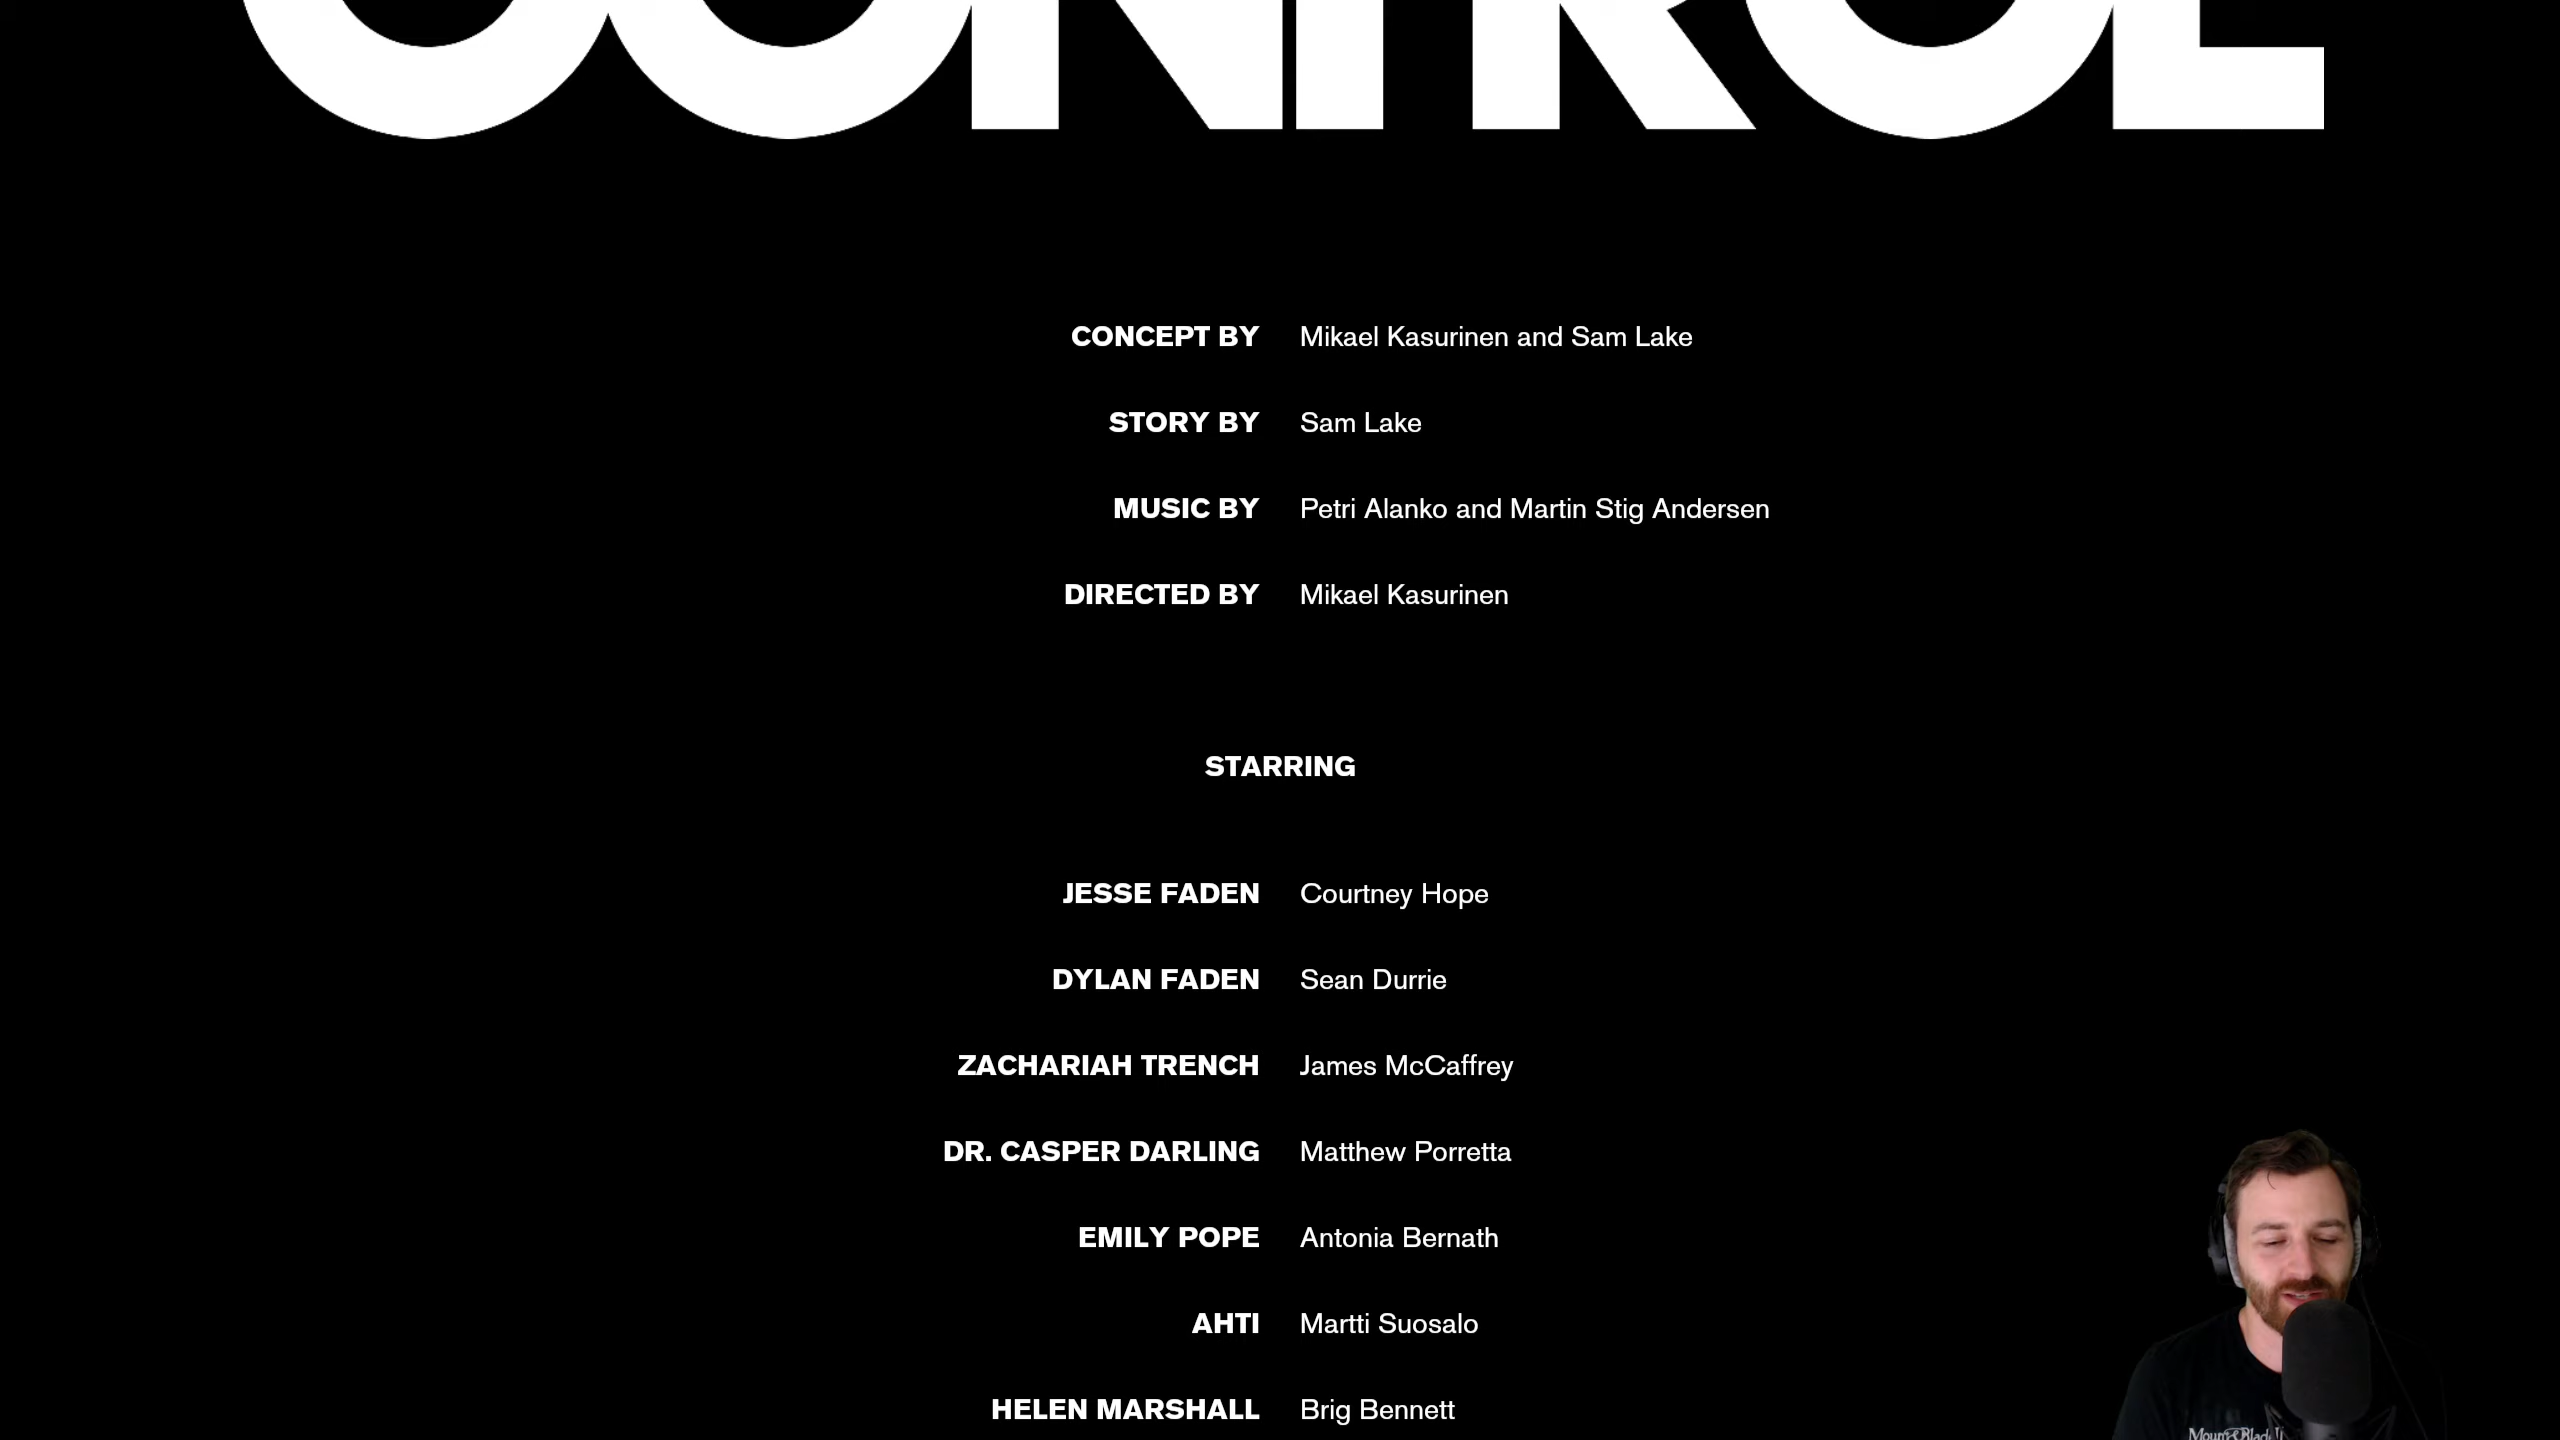 CONTROL
CONCEPT BY Mikael Kasurinen and Sam Lake
STORY BY Sam Lake
MUSIC BY Petri Alanko and Martin Stig Andersen
DIRECTED BY Mikael Kasurinen
STARRING
JESSE FADEN Courtney Hope
DYLAN FADEN Sean Durrie
ZACHARIAH TRENCH James McCaffrey
DR. CASPER DARLING Matthew Porretta
EMILY POPE Antonia Bernath
AHTI Martti Suosalo
HELEN MARSHALL Brig Bennett